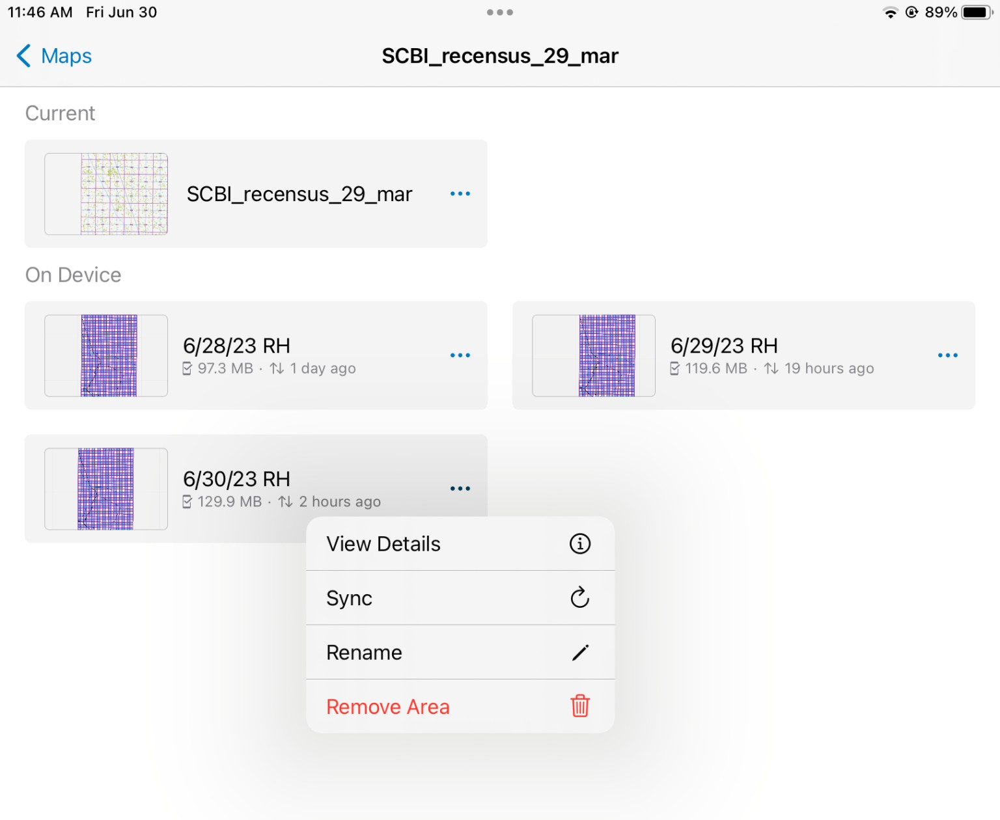 11:46 AM Fri Jun 30
89%
Maps
SCBI_recensus_29_mar
Current
SCBI_recensus_29_mar
On Device
6/28/23 RH
97.3 MB · 1 day ago
6/29/23 RH
119.6 MB · 19 hours ago
6/30/23 RH
129.9 MB · 2 hours ago
View Details
Sync
Rename
Remove Area